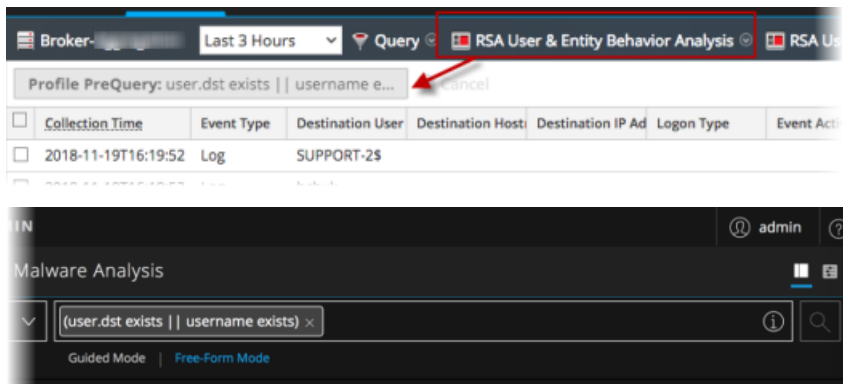 Broker- Last 3 Hours Query RSA User & Entity Behavior Analysis RSA Us
Profile PreQuery: user.dst exists || username e... Cancel
Collection Time Event Type Destination User Destination Hostn Destination IP Ad Logon Type Event Acti
2018-11-19T16:19:52 Log SUPPORT-2$
IIN admin
Malware Analysis
(user.dst exists || username exists) ×
Guided Mode | Free-Form Mode